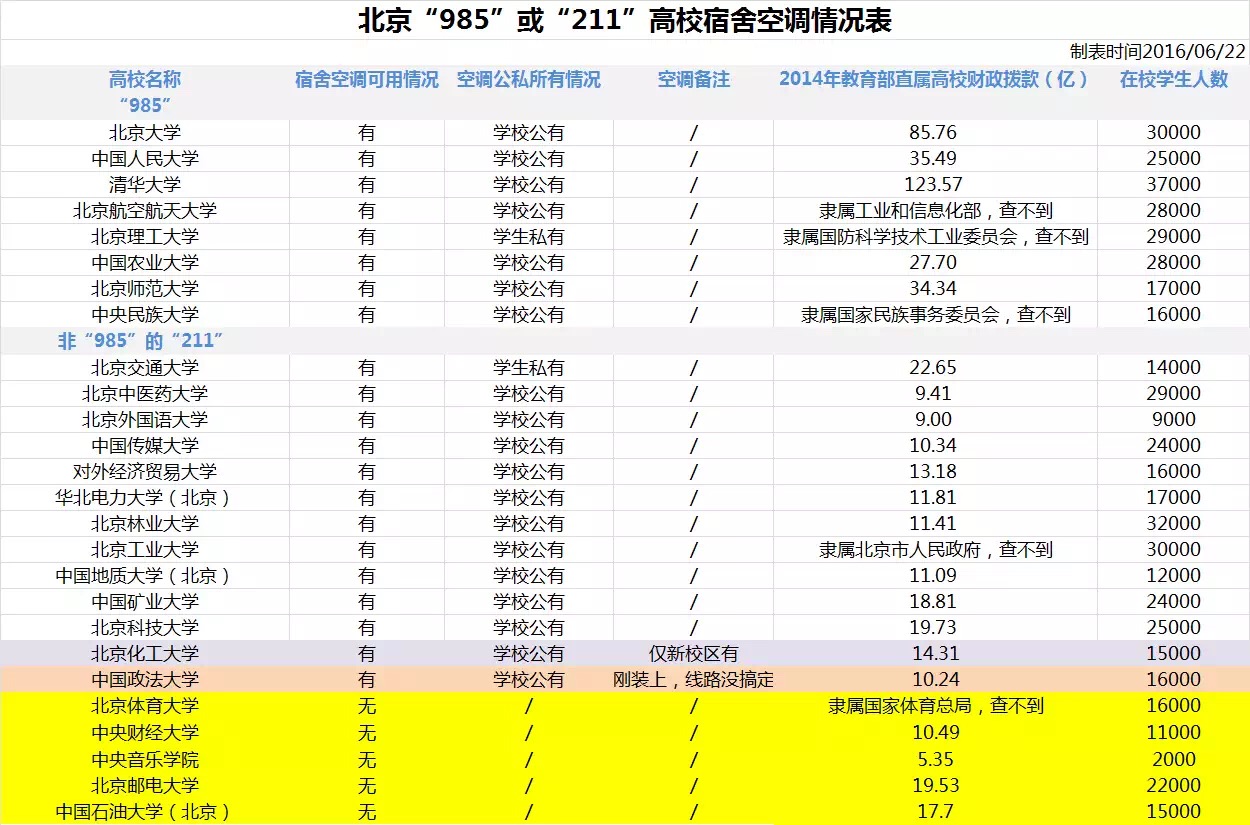 北京“985”或“211”高校宿舍空调情况表
制表时间2016/06/22
高校名称 宿舍空调可用情况 空调公私所有情况 空调备注 2014年教育部直属高校财政拨款（亿） 在校学生人数
“985”
北京大学 有 学校公有 / 85.76 30000
中国人民大学 有 学校公有 / 35.49 25000
清华大学 有 学校公有 / 123.57 37000
北京航空航天大学 有 学校公有 / 隶属工业和信息化部，查不到 28000
北京理工大学 有 学生私有 / 隶属国防科学技术工业委员会，查不到 29000
中国农业大学 有 学校公有 / 27.70 28000
北京师范大学 有 学校公有 / 34.34 17000
中央民族大学 有 学校公有 / 隶属国家民族事务委员会，查不到 16000
非“985”的“211”
北京交通大学 有 学生私有 / 22.65 14000
北京中医药大学 有 学校公有 / 9.41 29000
北京外国语大学 有 学校公有 / 9.00 9000
中国传媒大学 有 学校公有 / 10.34 24000
对外经济贸易大学 有 学校公有 / 13.18 16000
华北电力大学（北京） 有 学校公有 / 11.81 17000
北京林业大学 有 学校公有 / 11.41 32000
北京工业大学 有 学校公有 / 隶属北京市人民政府，查不到 30000
中国地质大学（北京） 有 学校公有 / 11.09 12000
中国矿业大学 有 学校公有 / 18.81 24000
北京科技大学 有 学校公有 / 19.73 25000
北京化工大学 有 学校公有 仅新校区有 14.31 15000
中国政法大学 有 学校公有 刚装上，线路没搞定 10.24 16000
北京体育大学 无 / / 隶属国家体育总局，查不到 16000
中央财经大学 无 / / 10.49 11000
中央音乐学院 无 / / 5.35 2000
北京邮电大学 无 / / 19.53 22000
中国石油大学（北京） 无 / / 17.7 15000